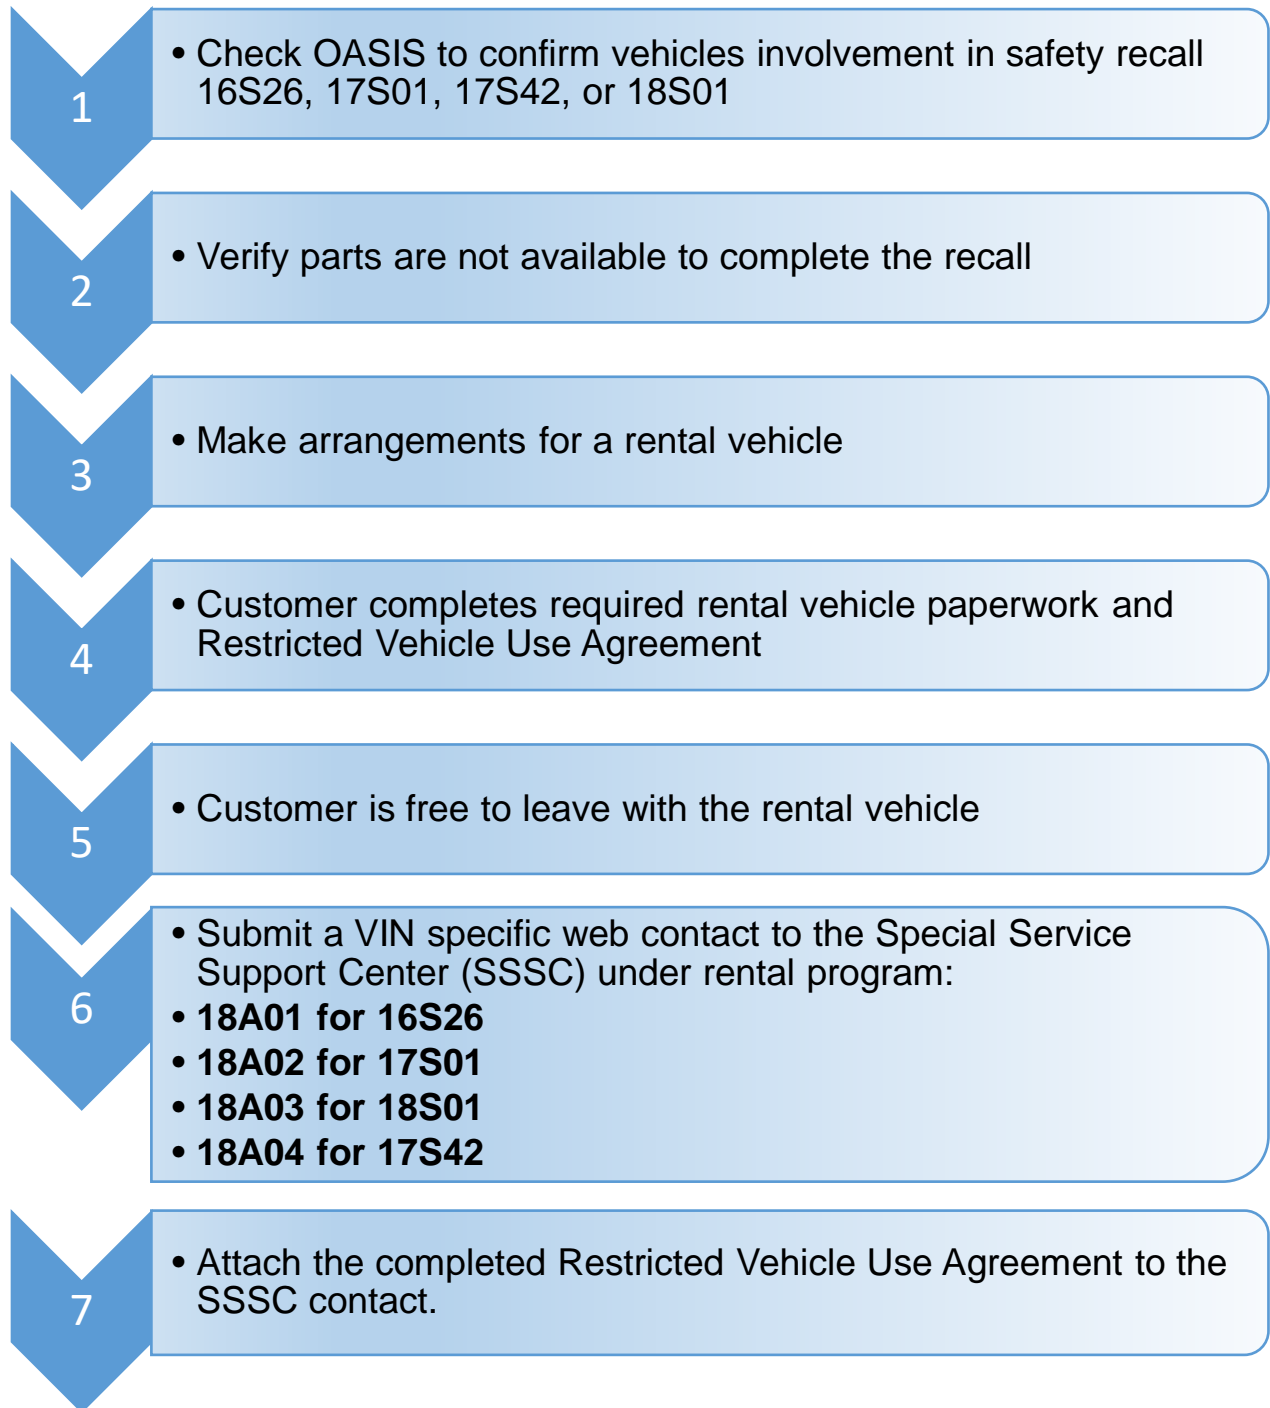 1
• Check OASIS to confirm vehicles involvement in safety recall
16S26, 17S01, 17S42, or 18S01
2
• Verify parts are not available to complete the recall
3
• Make arrangements for a rental vehicle
4
• Customer completes required rental vehicle paperwork and
Restricted Vehicle Use Agreement
5
• Customer is free to leave with the rental vehicle
6
• Submit a VIN specific web contact to the Special Service
Support Center (SSSC) under rental program:
• 18A01 for 16S26
• 18A02 for 17S01
• 18A03 for 18S01
• 18A04 for 17S42
7
• Attach the completed Restricted Vehicle Use Agreement to the
SSSC contact.